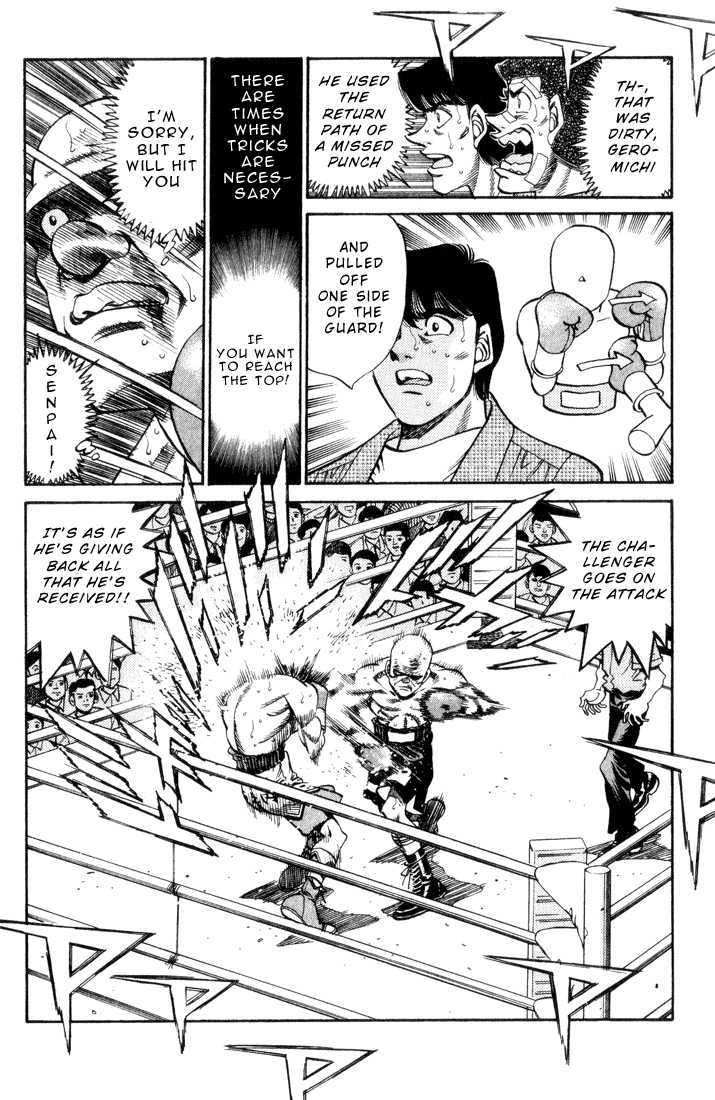 TH-,
THAT
WAS
DIRTY,
GERO-
MICHI
HE USED
THE
RETURN
PATH OF
A MISSED
PUNCH
THERE
ARE
TIMES
WHEN
TRICKS
ARE
NECES-
SARY
IF
YOU WANT
TO REACH
THE TOP!
I'M
SORRY,
BUT I
WILL HIT
YOU
SENPAI!
AND
PULLED
OFF
ONE SIDE
OF THE
GUARD!
THE CHA-
LLENGER
GOES ON
THE ATTACK
IT'S AS IF
HE'S GIVING
BACK ALL
THAT HE'S
RECEIVED!!